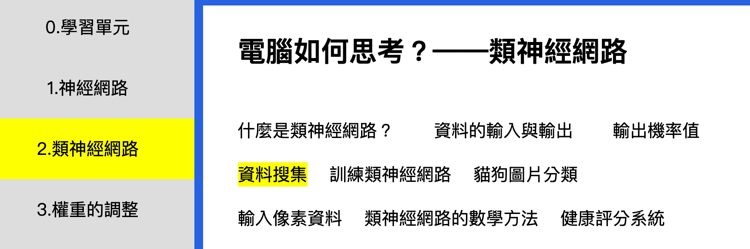 0.學習單元
1.神經網路
2.類神經網路
3.權重的調整
電腦如何思考？——類神經網路
什麼是類神經網路？ 資料的輸入與輸出 輸出機率值
資料搜集 訓練類神經網路 貓狗圖片分類
輸入像素資料 類神經網路的數學方法 健康評分系統